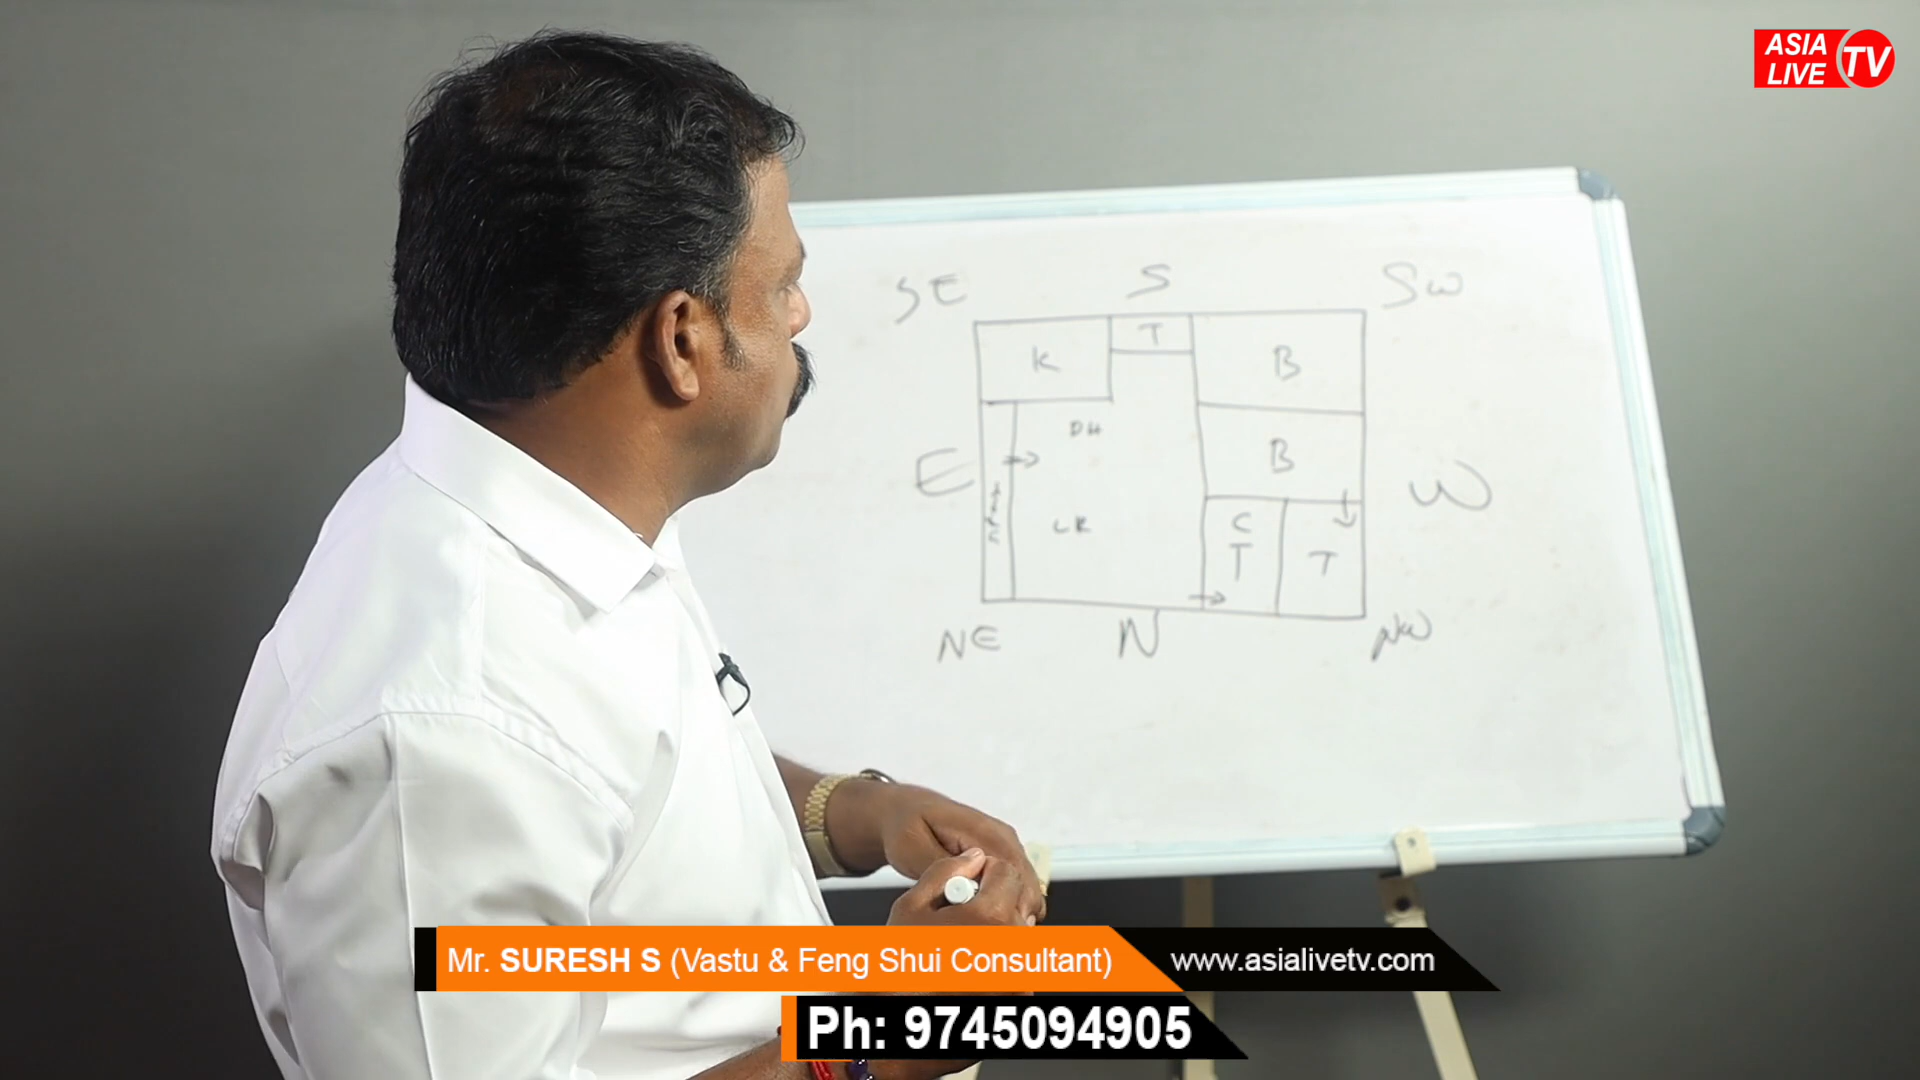 ASIA
LIVE TV
SE S SW
K T B
DH
E B W
LR C
T T
NE N NW
Mr. SURESH S (Vastu & Feng Shui Consultant) www.asialivetv.com
Ph: 9745094905